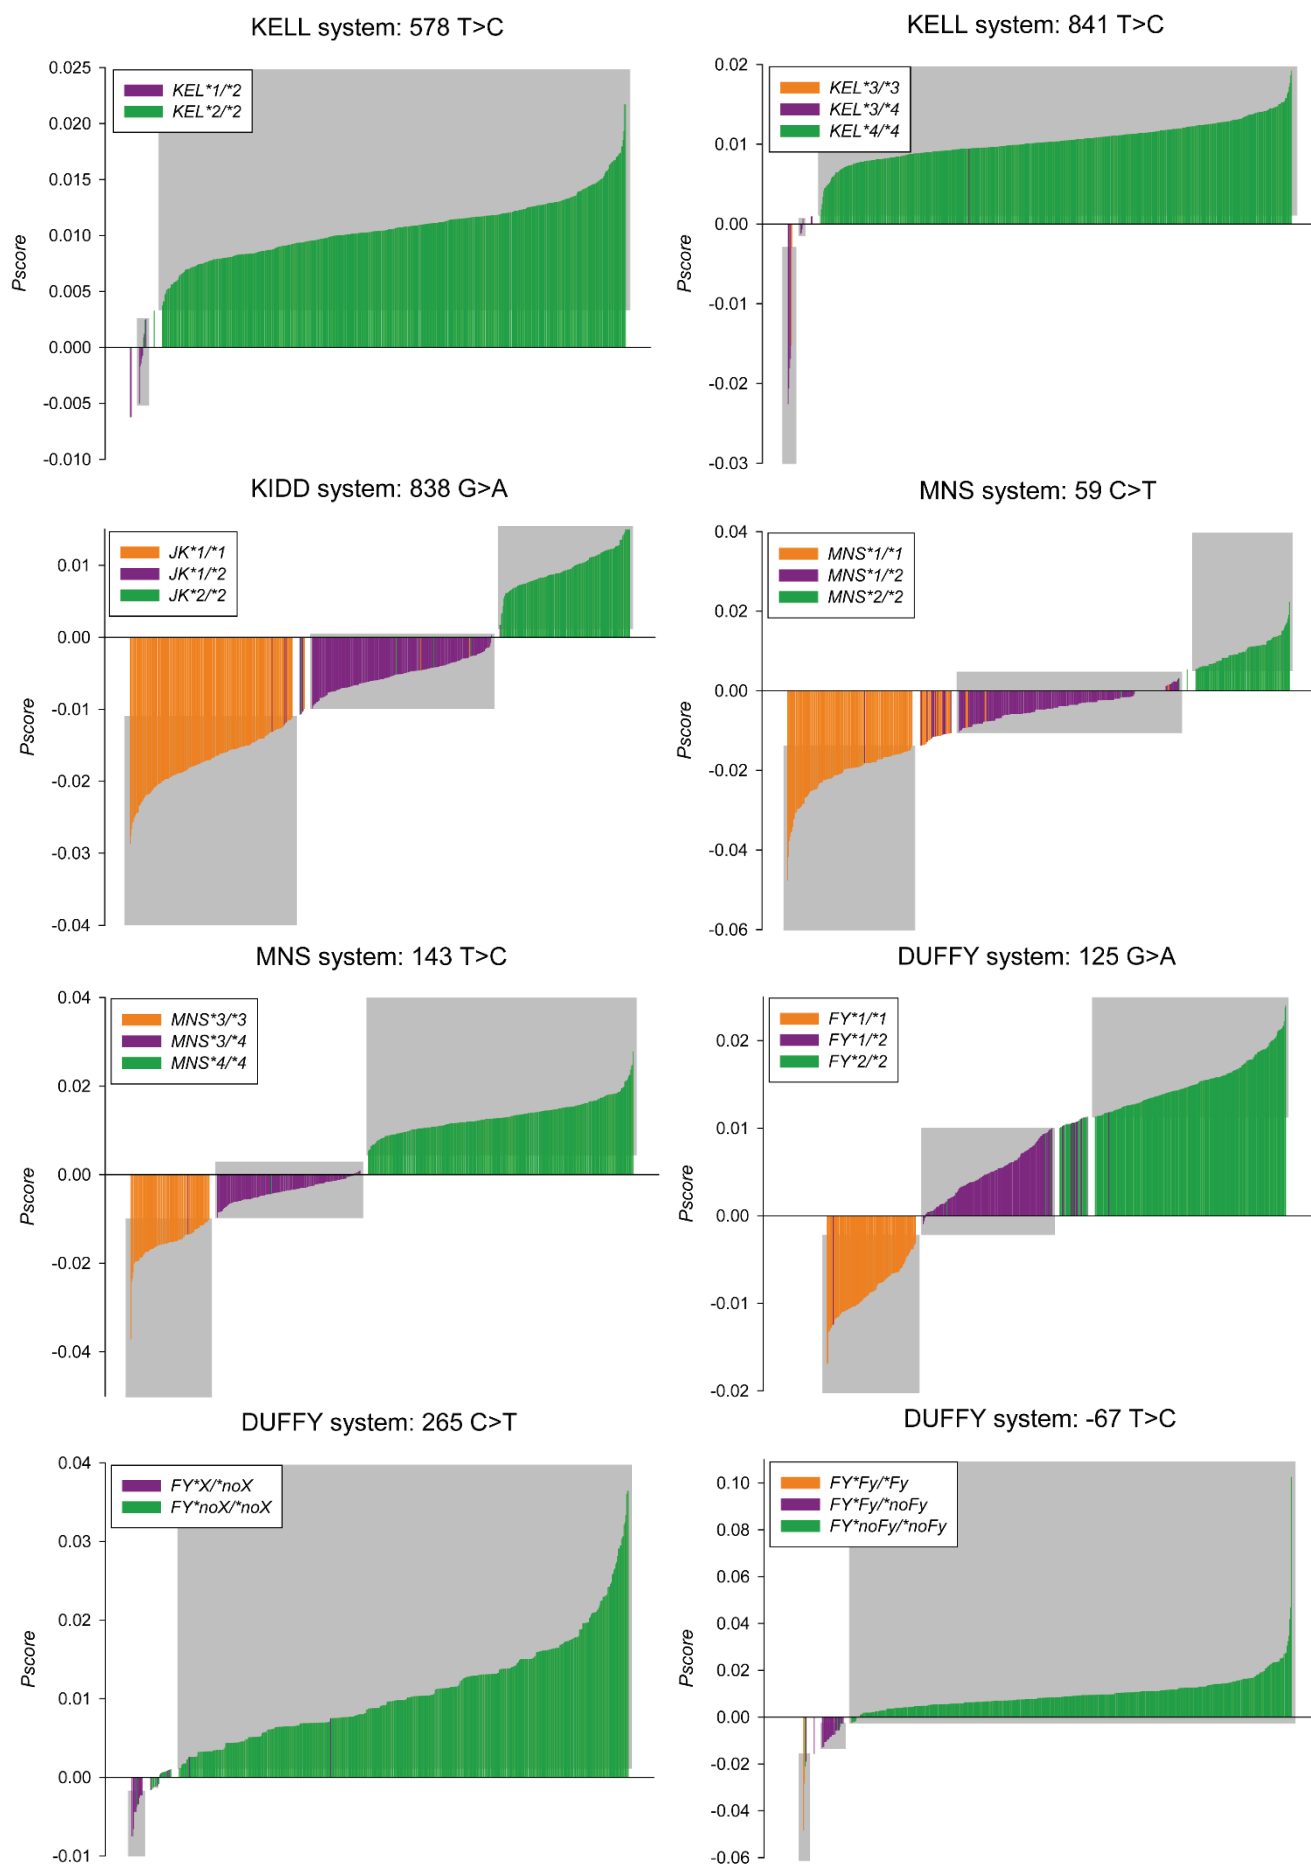 KELL system: 578 T>C
0.025
0.020
0.015
0.010
0.005
0.000
-0.005
-0.010
Pscore
KEL*1/*2
KEL*2/*2
KELL system: 841 T>C
0.02
0.01
0.00
-0.01
-0.02
-0.03
Pscore
KEL*3/*3
KEL*3/*4
KEL*4/*4
KIDD system: 838 G>A
0.01
0.00
-0.01
-0.02
-0.03
-0.04
Pscore
JK*1/*1
JK*1/*2
JK*2/*2
MNS system: 59 C>T
0.04
0.02
0.00
-0.02
-0.04
-0.06
Pscore
MNS*1/*1
MNS*1/*2
MNS*2/*2
MNS system: 143 T>C
0.04
0.02
0.00
-0.02
-0.04
Pscore
MNS*3/*3
MNS*3/*4
MNS*4/*4
DUFFY system: 125 G>A
0.02
0.01
0.00
-0.01
-0.02
Pscore
FY*1/*1
FY*1/*2
FY*2/*2
DUFFY system: 265 C>T
0.04
0.03
0.02
0.01
0.00
-0.01
Pscore
FY*X/*noX
FY*noX/*noX
DUFFY system: -67 T>C
0.10
0.08
0.06
0.04
0.02
0.00
-0.02
-0.04
-0.06
Pscore
FY*Fy/*Fy
FY*Fy/*noFy
FY*noFy/*noFy